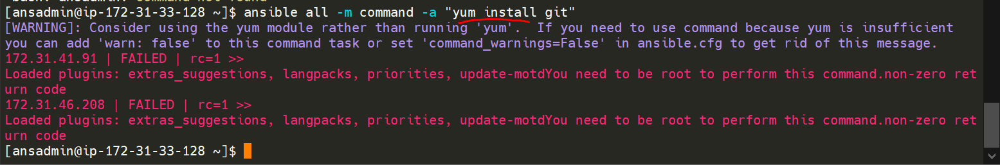 [ansadmin@ip-172-31-33-128 ~]$ ansible all -m command -a "yum install git"
[WARNING]: Consider using the yum module rather than running 'yum'.  If you need to use command because yum is insufficient
you can add 'warn: false' to this command task or set 'command_warnings=False' in ansible.cfg to get rid of this message.
172.31.41.91 | FAILED | rc=1 >>
Loaded plugins: extras_suggestions, langpacks, priorities, update-motdYou need to be root to perform this command.non-zero ret
urn code
172.31.46.208 | FAILED | rc=1 >>
Loaded plugins: extras_suggestions, langpacks, priorities, update-motdYou need to be root to perform this command.non-zero ret
urn code
[ansadmin@ip-172-31-33-128 ~]$